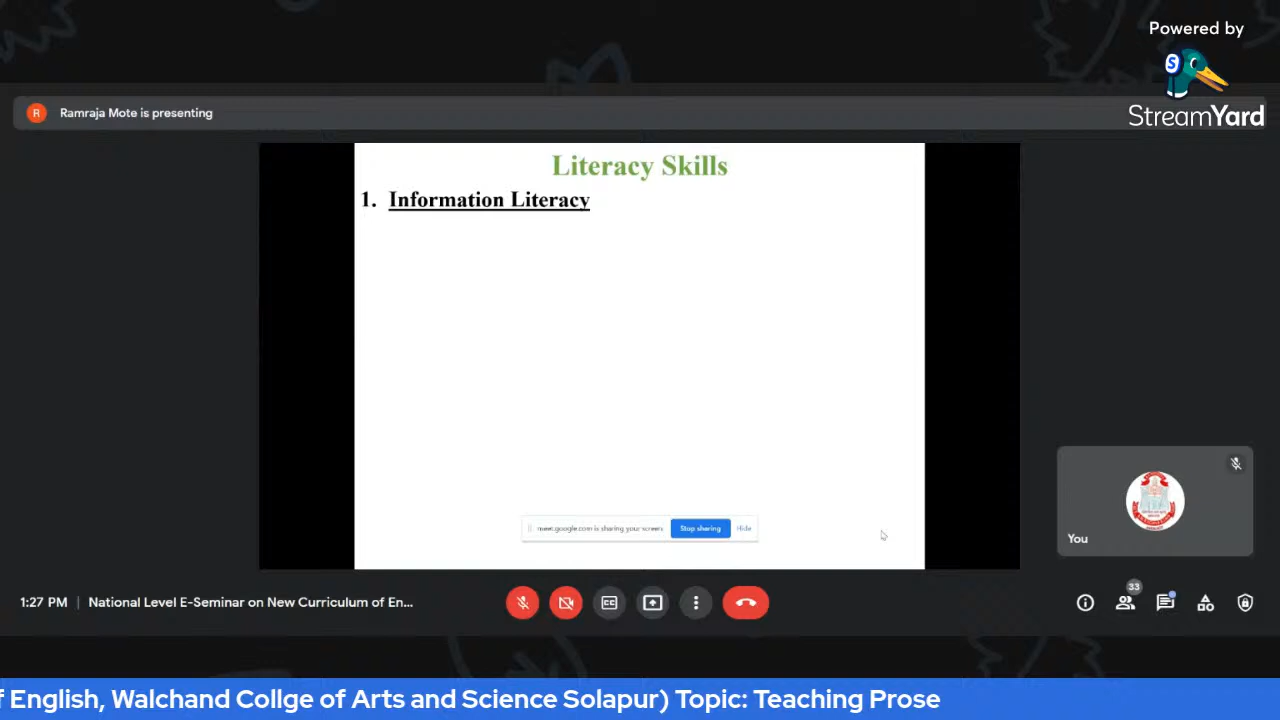 Powered by
S
StreamYard
R
Ramraja Mote is presenting
Literacy Skills
1. Information Literacy
meet.google.com is sharing your screen
Stop sharing
Hide
You
1:27 PM | National Level E-Seminar on New Curriculum of En...
33
f English, Walchand Collge of Arts and Science Solapur) Topic: Teaching Prose